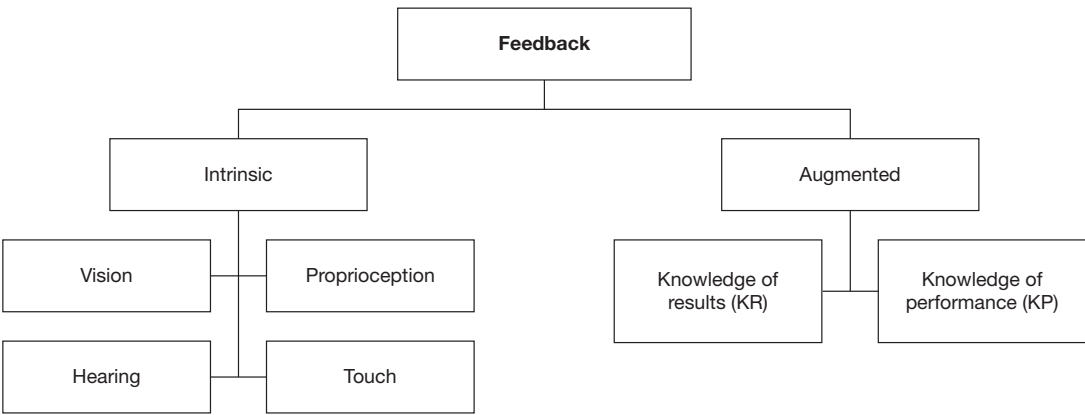 Feedback
Intrinsic
Augmented
Vision
Proprioception
Knowledge of
results (KR)
Knowledge of
performance (KP)
Hearing
Touch